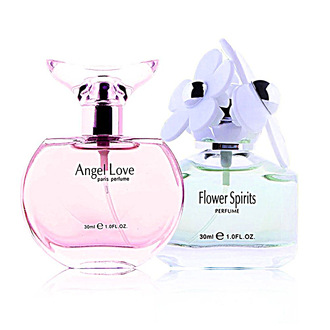 Angel Love
paris perfume
30ml ℮ 1.0FL.OZ.
Flower Spirits
PERFUME
30ml ℮ 1.0FL.OZ.